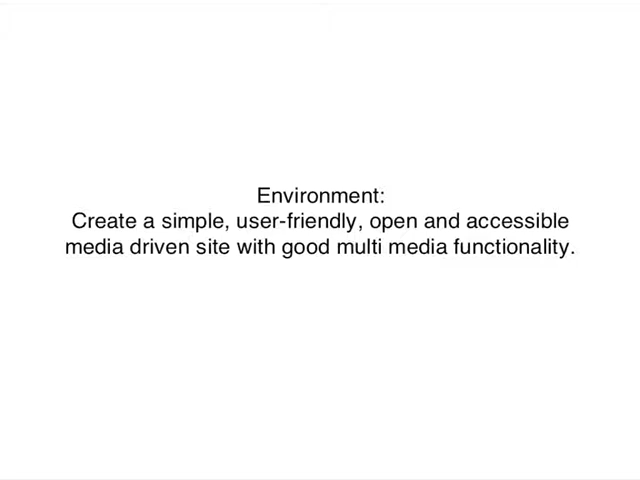 Environment:
Create a simple, user-friendly, open and accessible
media driven site with good multi media functionality.